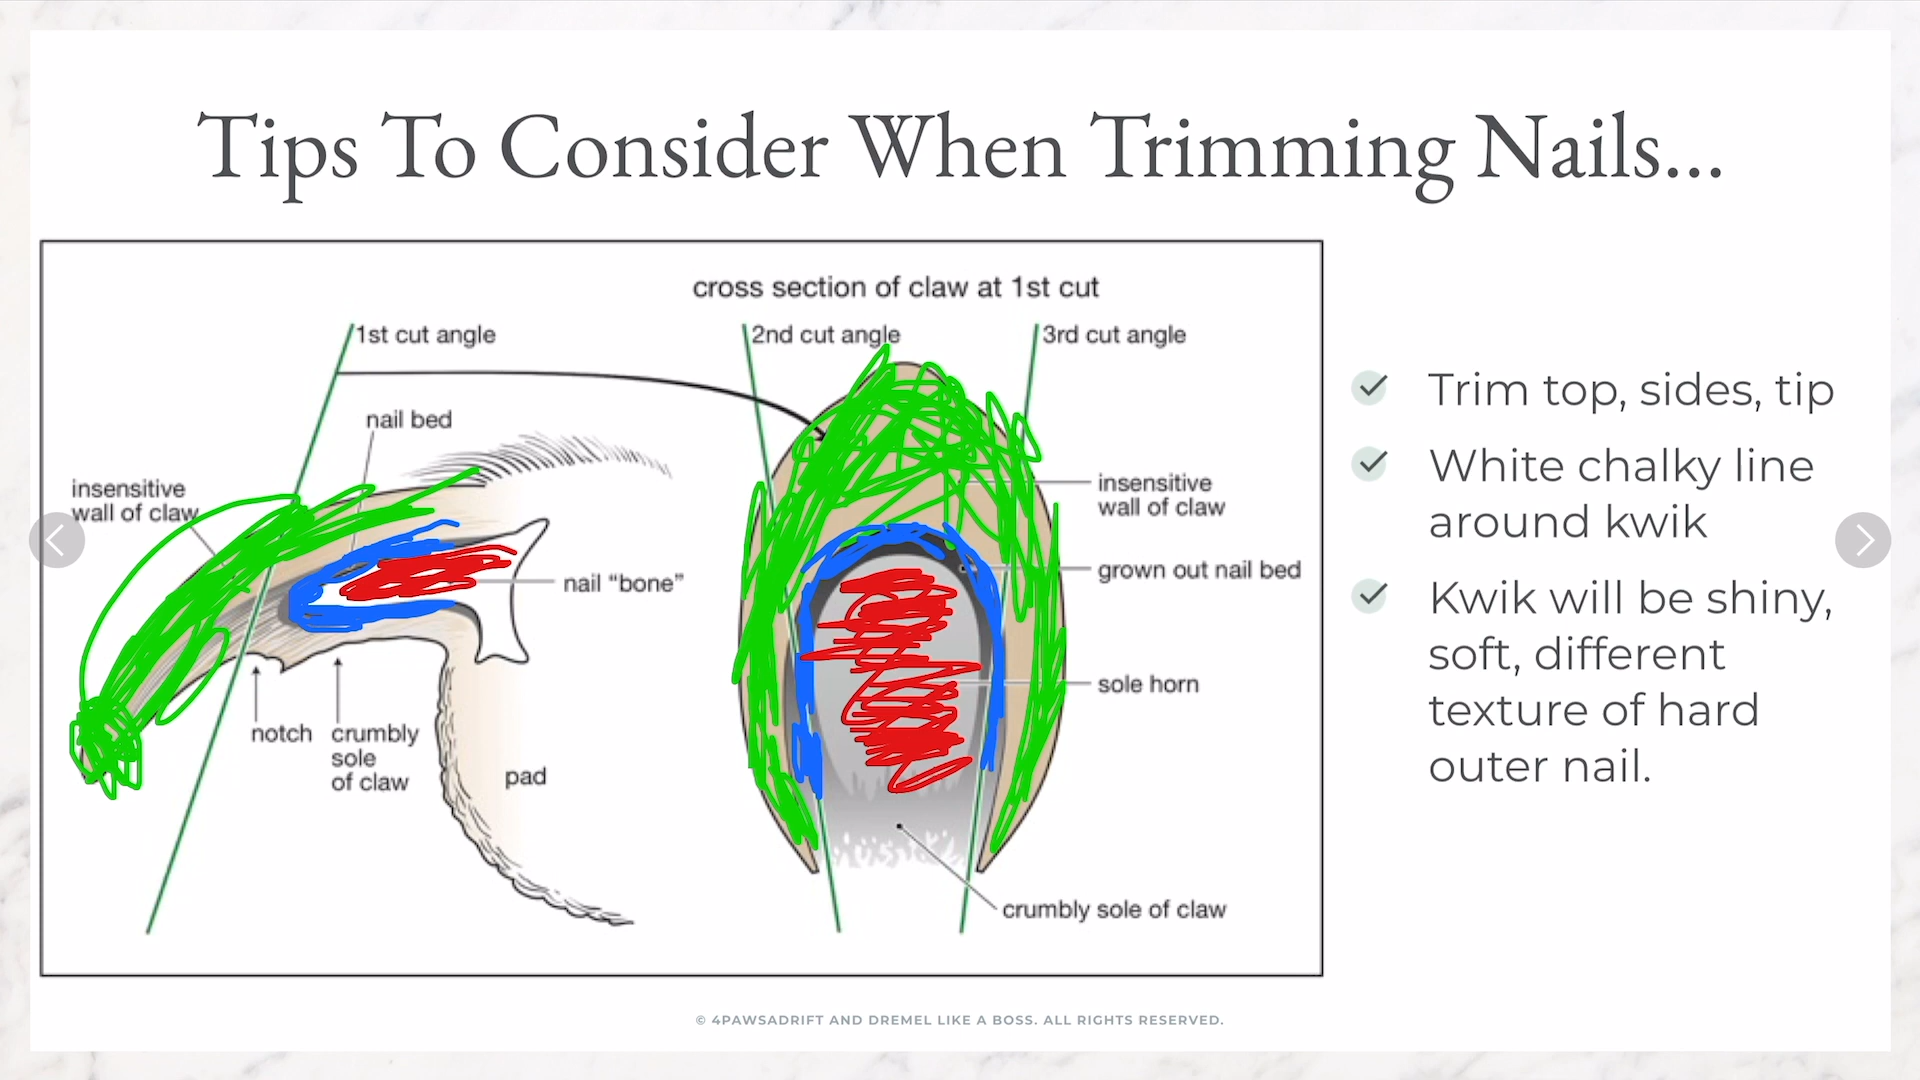 Tips To Consider When Trimming Nails...
cross section of claw at 1st cut
1st cut angle
2nd cut angle
3rd cut angle
nail bed
insensitive
wall of claw
insensitive
wall of claw
grown out nail bed
nail “bone”
sole horn
notch
crumbly
sole
of claw
pad
crumbly sole of claw
Trim top, sides, tip
White chalky line
around kwik
Kwik will be shiny,
soft, different
texture of hard
outer nail.
© 4PAWSADRIFT AND DREMEL LIKE A BOSS. ALL RIGHTS RESERVED.